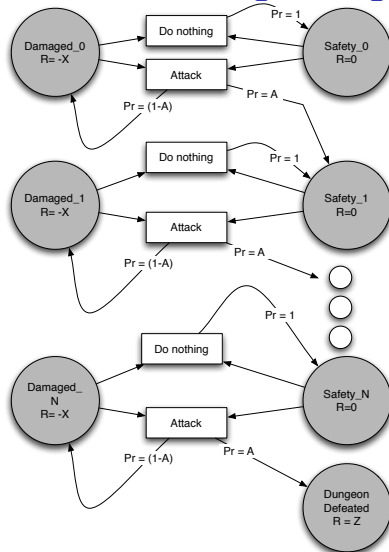 Damaged_0
R= -X
Do nothing
Attack
Pr = 1
Safety_0
R=0
Pr = (1-A)
Pr = A
Damaged_1
R= -X
Do nothing
Attack
Pr = 1
Safety_1
R=0
Pr = (1-A)
Pr = A
Damaged_
N
R= -X
Do nothing
Attack
Pr = 1
Safety_N
R=0
Pr = (1-A)
Pr = A
Dungeon
Defeated
R = Z